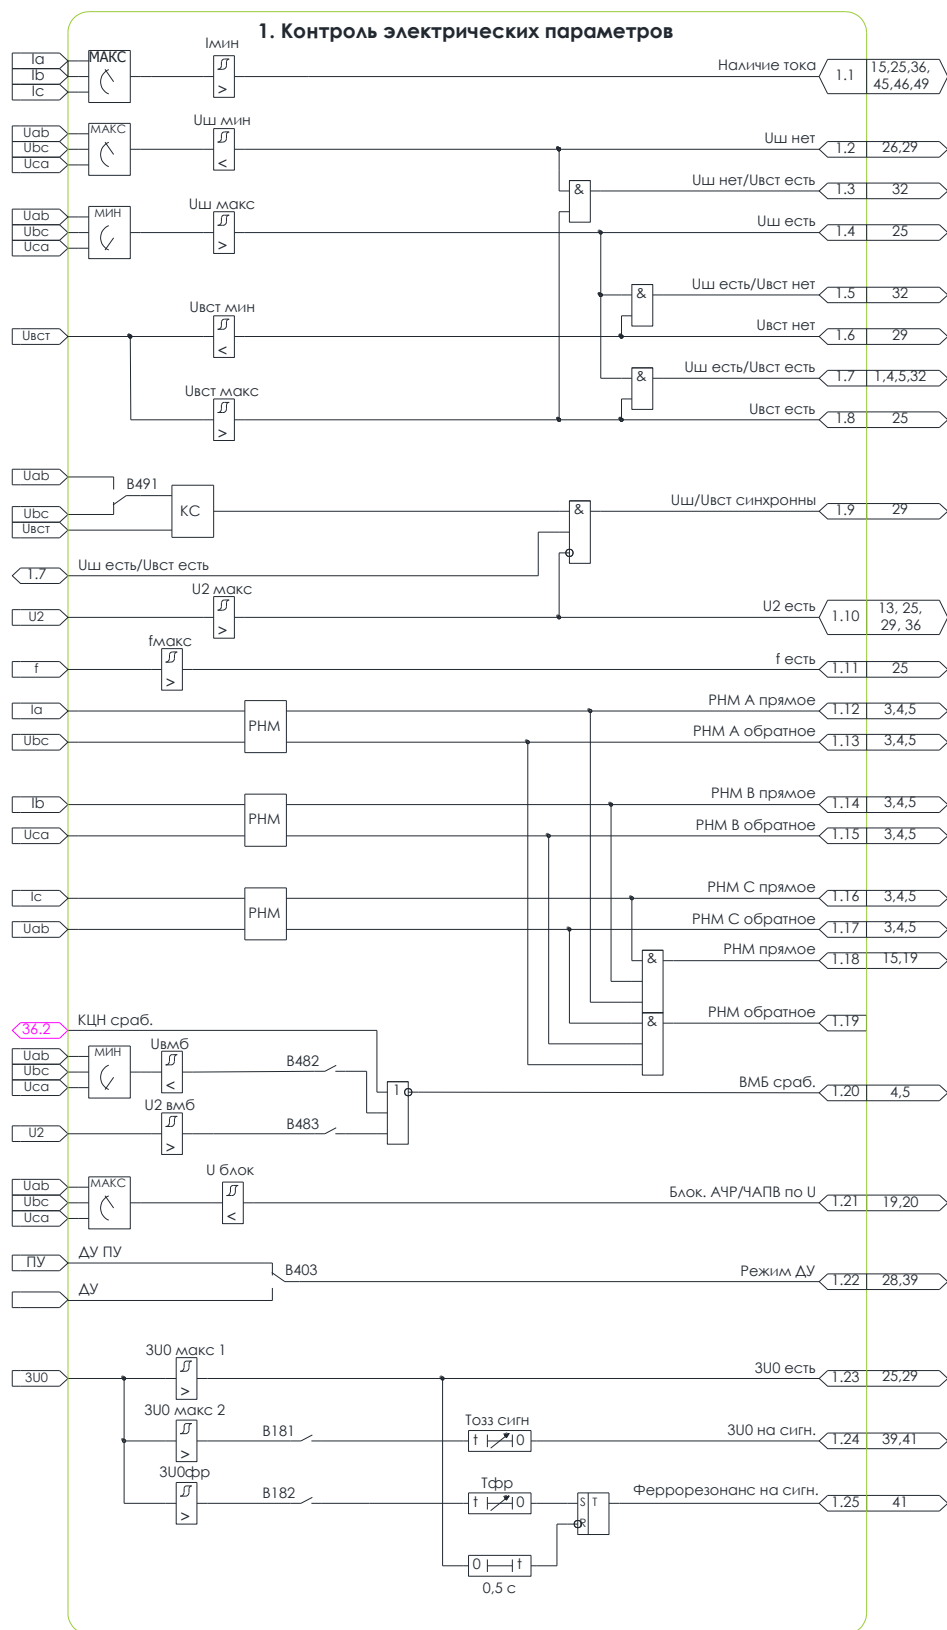 1. Контроль электрических параметров
Ia
Ib
Ic
МАКС
Iмин
>
Наличие тока
1.1
15,25,36,
45,46,49
Uab
Ubc
Uca
МАКС
Uш мин
<
Uш нет
1.2
26,29
&
Uш нет/Uвст есть
1.3
32
Uab
Ubc
Uca
МИН
Uш макс
>
Uш есть
1.4
25
&
Uш есть/Uвст нет
1.5
32
Uвст
Uвст мин
<
Uвст нет
1.6
29
&
Uш есть/Uвст есть
1.7
1,4,5,32
Uвст макс
>
Uвст есть
1.8
25
Uab
Ubc
Uвст
В491
КС
&
Uш/Uвст синхронны
1.9
29
1.7
Uш есть/Uвст есть
U2
U2 макс
>
U2 есть
1.10
13, 25,
29, 36
f
fмакс
>
f есть
1.11
25
Ia
Ubc
РНМ
РНМ А прямое
1.12
3,4,5
РНМ А обратное
1.13
3,4,5
Ib
Uca
РНМ
РНМ В прямое
1.14
3,4,5
РНМ В обратное
1.15
3,4,5
Ic
Uab
РНМ
РНМ С прямое
1.16
3,4,5
РНМ С обратное
1.17
3,4,5
&
РНМ прямое
1.18
15,19
&
РНМ обратное
1.19
36.2
КЦН сраб.
Uab
Ubc
Uca
МИН
Uвмб
<
В482
1
ВМБ сраб.
1.20
4,5
U2
U2 вмб
>
В483
Uab
Ubc
Uca
МАКС
U блок
<
Блок. АЧР/ЧАПВ по U
1.21
19,20
ПУ
ДУ ПУ
ДУ
В403
Режим ДУ
1.22
28,39
3U0
3U0 макс 1
>
3U0 есть
1.23
25,29
3U0 макс 2
>
В181
Тозз сигн
t 0
3U0 на сигн.
1.24
39,41
3U0фр
>
В182
Тфр
t 0
S T
R
Феррорезонанс на сигн.
1.25
41
0 t
0,5 с